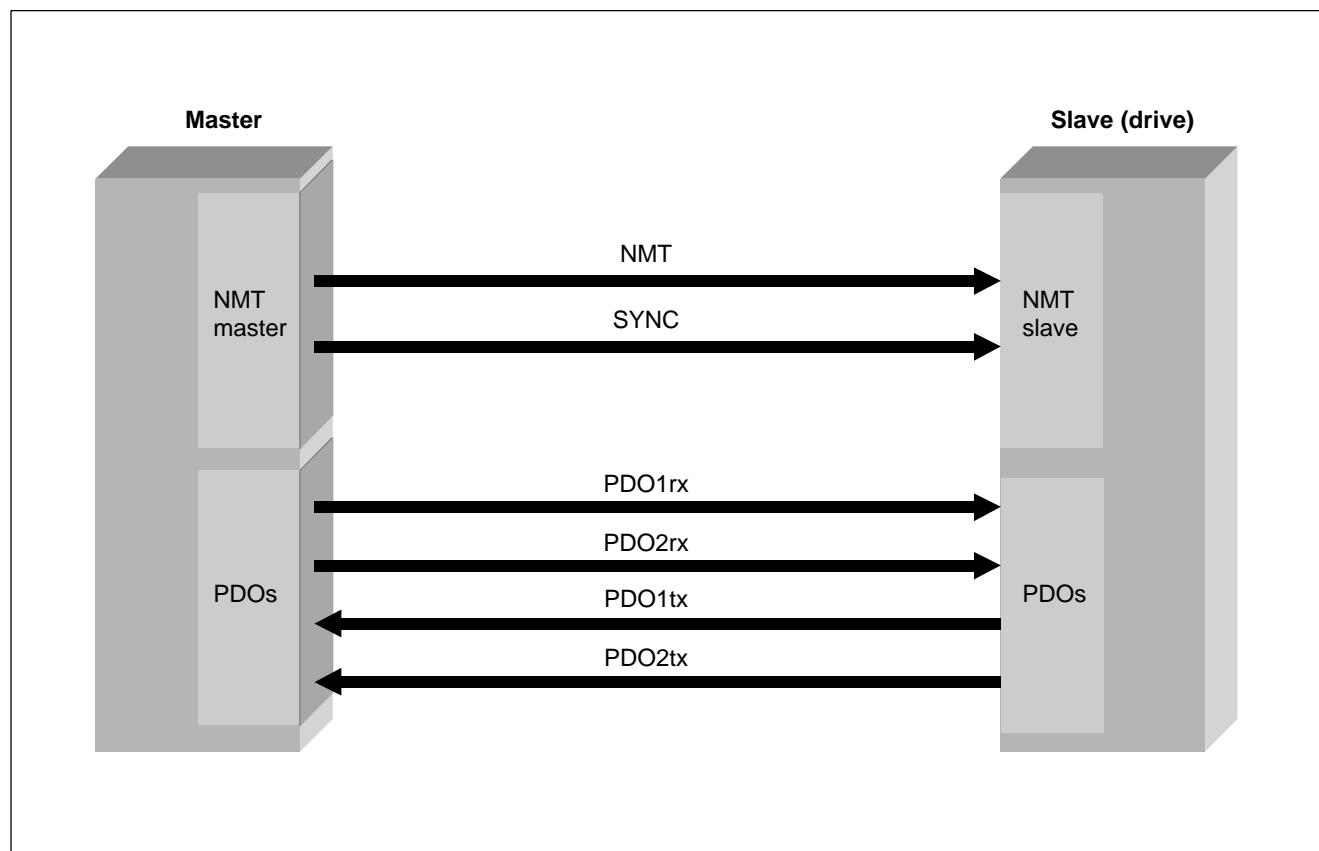 Master
Slave (drive)
NMT
NMT
master
SYNC
NMT
slave
PDO1rx
PDO2rx
PDOs
PDO1tx
PDOs
PDO2tx